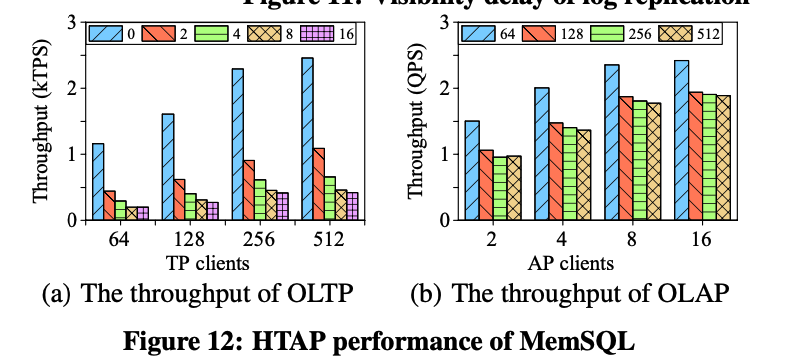 Figure 11: Visibility delay of log replication
3
2
1
0
Throughput (kTPS)
0 2 4 8 16
64 128 256 512
TP clients
(a) The throughput of OLTP
3
2
1
0
Throughput (QPS)
64 128 256 512
2 4 8 16
AP clients
(b) The throughput of OLAP
Figure 12: HTAP performance of MemSQL